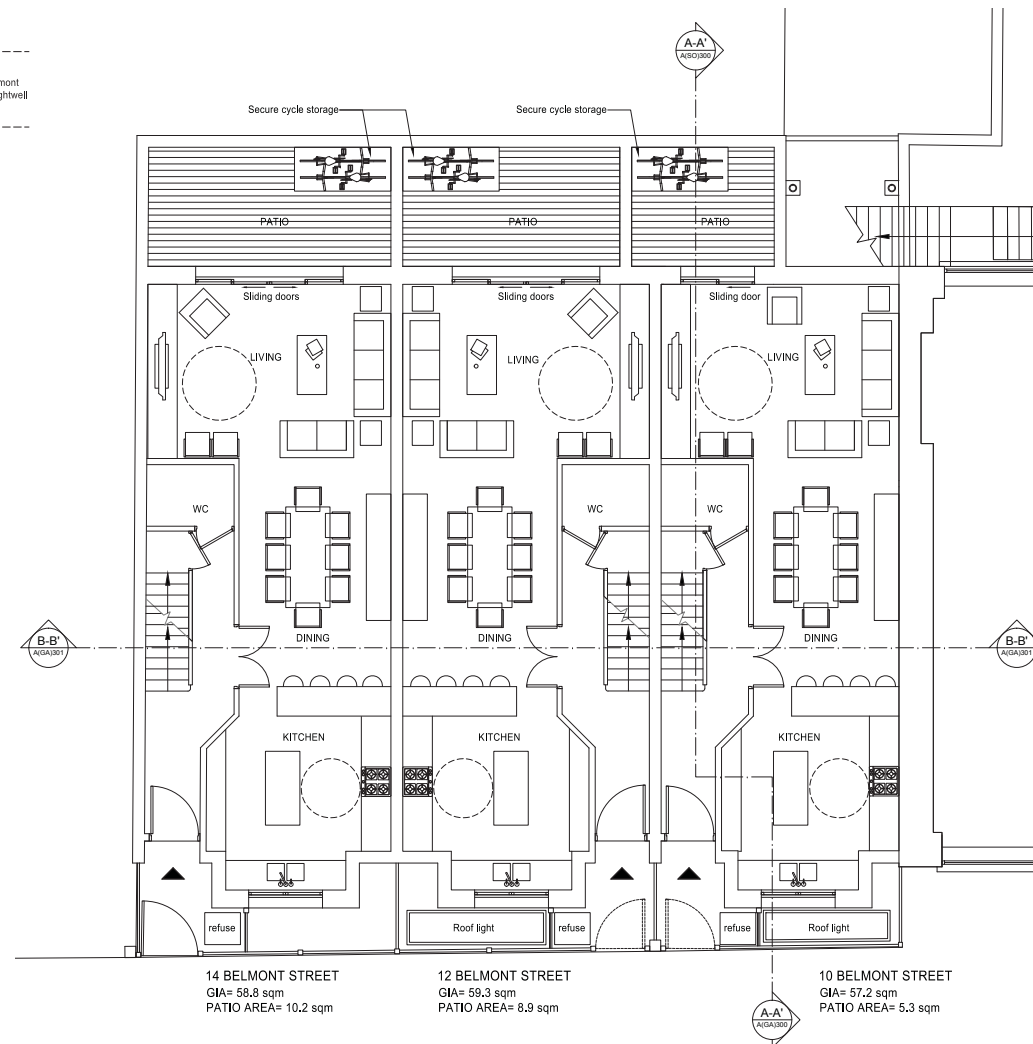 A-A'
A(SO)300
mont
ghtwell
Secure cycle storage
Secure cycle storage
PATIO
PATIO
PATIO
Sliding doors
Sliding doors
Sliding door
LIVING
LIVING
LIVING
WC
WC
WC
DINING
DINING
DINING
B-B'
A(GA)301
B-B'
A(GA)301
KITCHEN
KITCHEN
KITCHEN
refuse
Roof light
refuse
refuse
Roof light
14 BELMONT STREET
GIA= 58.8 sqm
PATIO AREA= 10.2 sqm
12 BELMONT STREET
GIA= 59.3 sqm
PATIO AREA= 8.9 sqm
10 BELMONT STREET
GIA= 57.2 sqm
PATIO AREA= 5.3 sqm
A-A'
A(GA)300